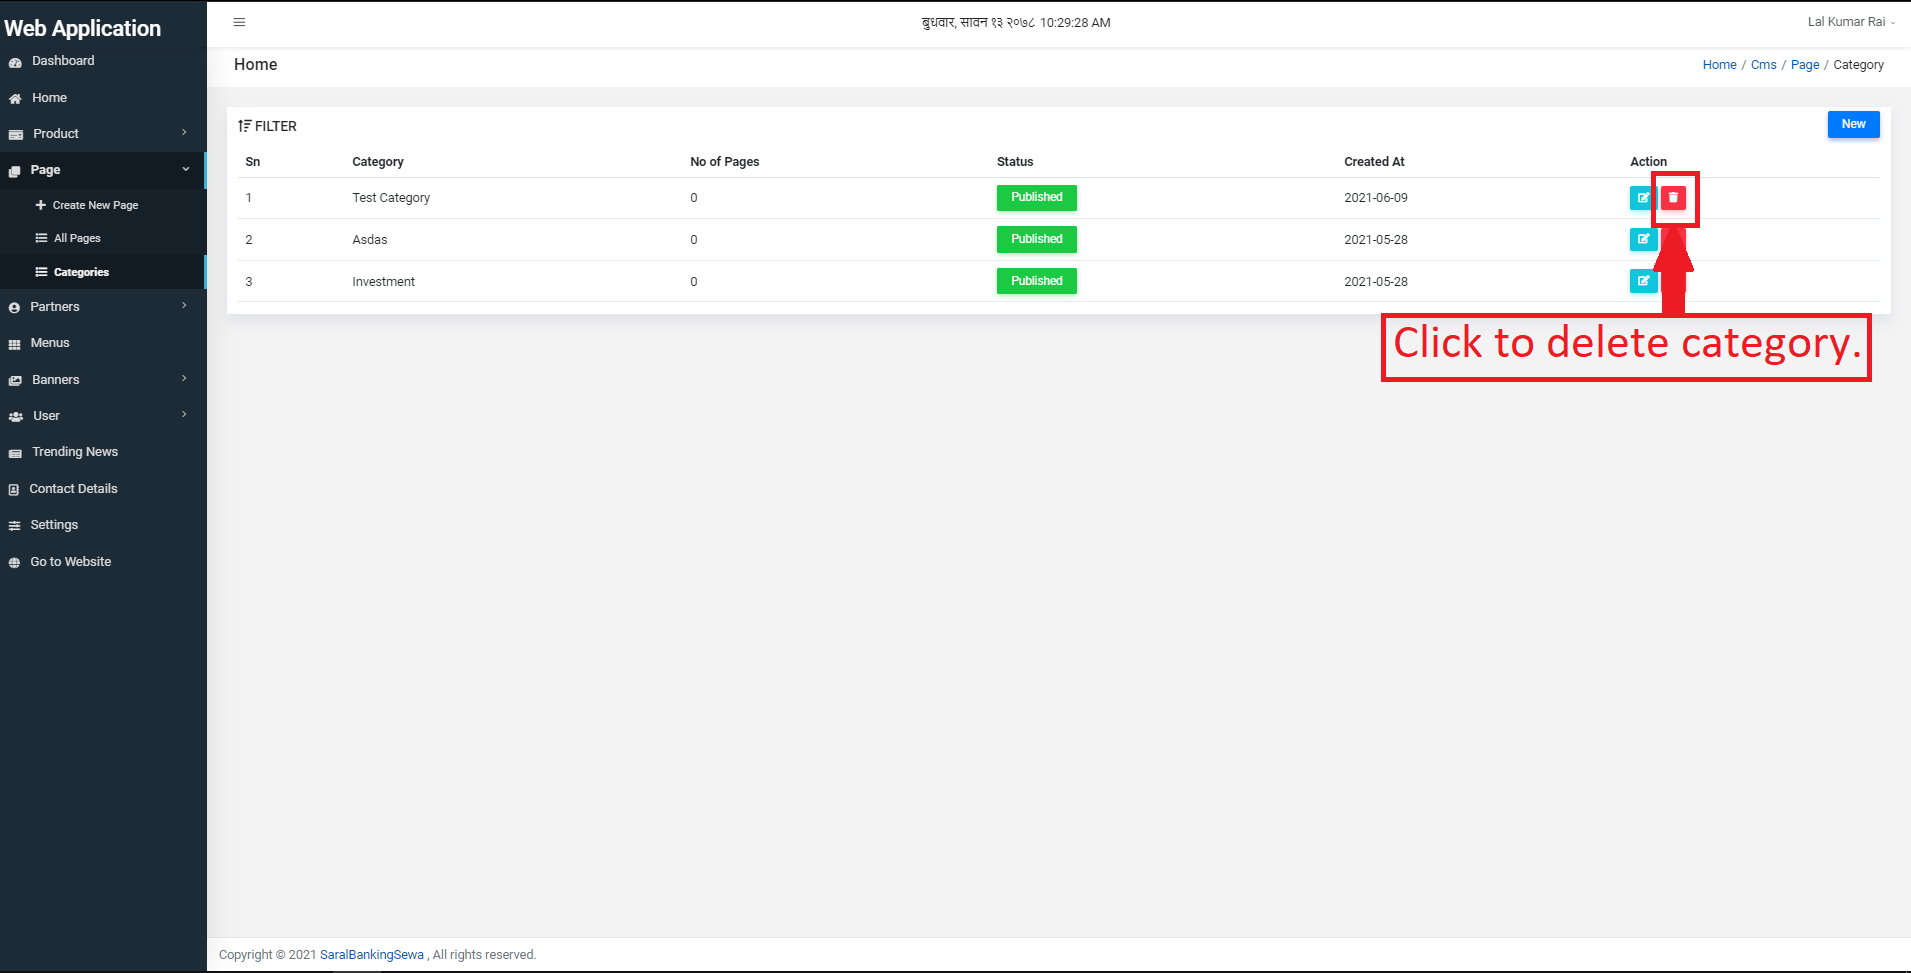 Web Application
बुधवार, सावन १३ २०७८ 10:29:28 AM
Lal Kumar Rai
Dashboard
Home
Product
Page
Create New Page
All Pages
Categories
Partners
Menus
Banners
User
Trending News
Contact Details
Settings
Go to Website
Home
Home / Cms / Page / Category
FILTER
New
Sn Category No of Pages Status Created At Action
1 Test Category 0 Published 2021-06-09
2 Asdas 0 Published 2021-05-28
3 Investment 0 Published 2021-05-28
Click to delete category.
Copyright © 2021 SaralBankingSewa , All rights reserved.